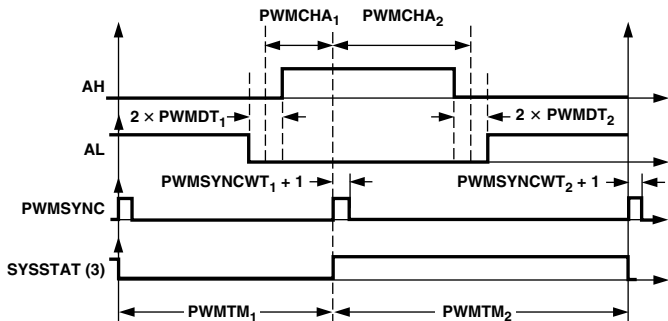 PWMCHA₁ PWMCHA₂
AH
2 × PWMDT₁ 2 × PWMDT₂
AL
PWMSYNCWT₁ + 1 PWMSYNCWT₂ + 1
PWMSYNC
SYSSTAT (3)
PWMTM₁ PWMTM₂